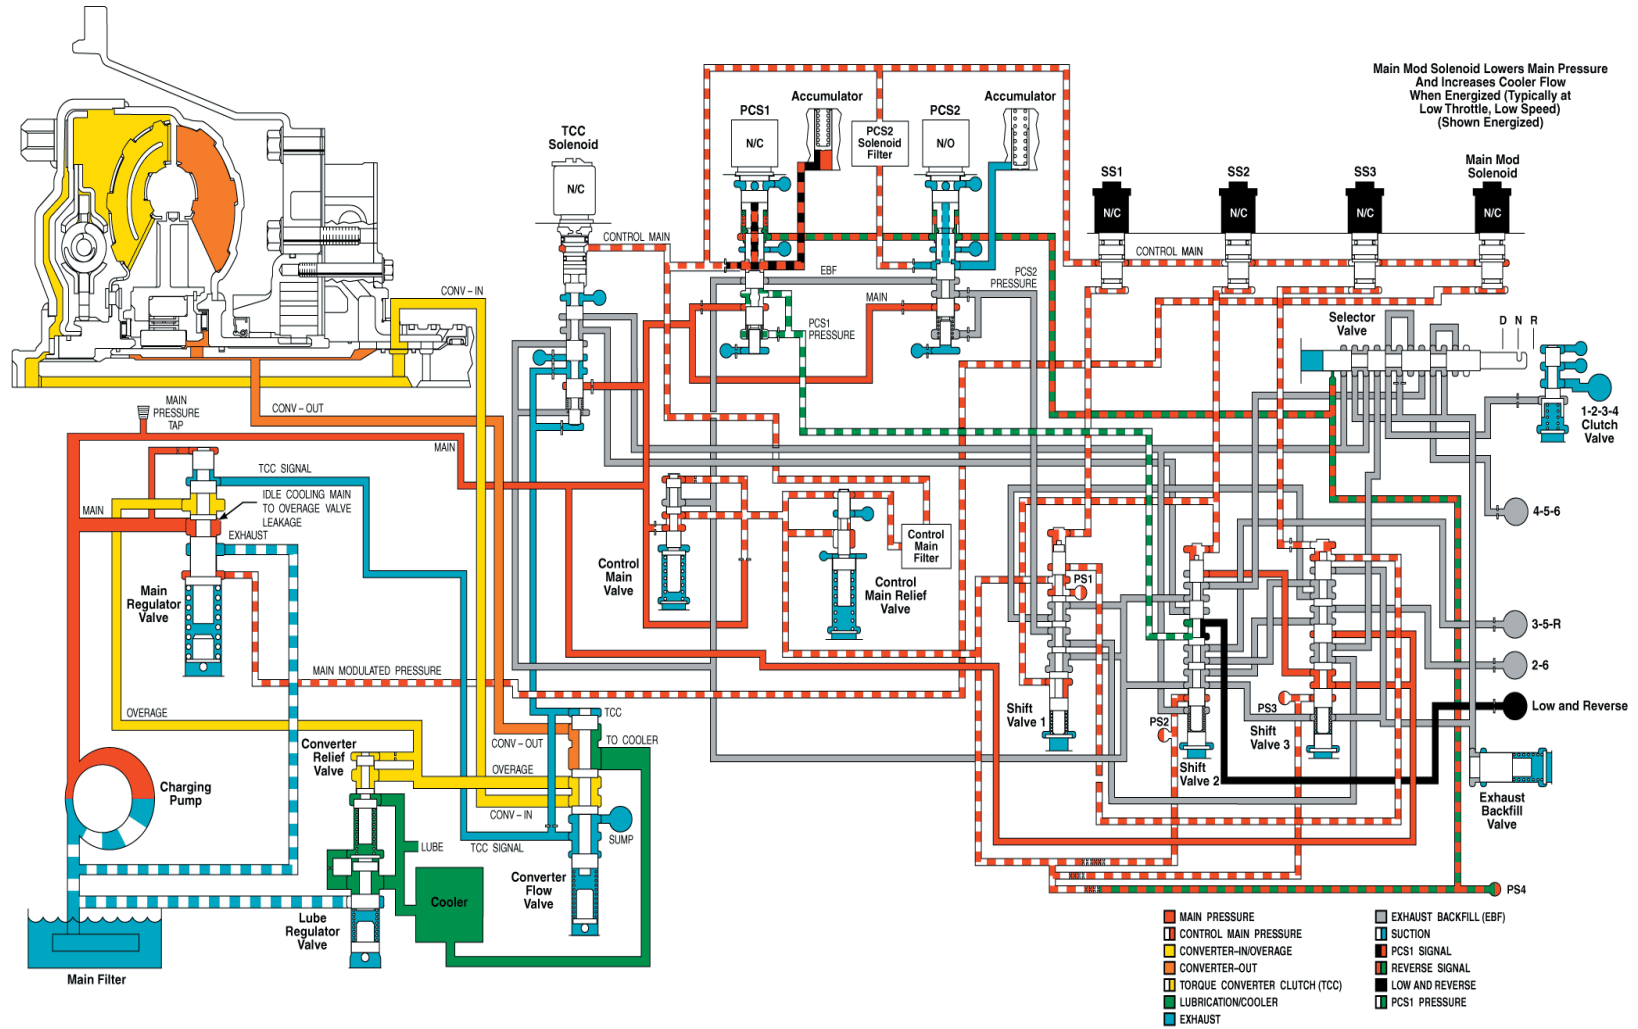 Main Mod Solenoid Lowers Main Pressure
And Increases Cooler Flow
When Energized (Typically at
Low Throttle, Low Speed)
(Shown Energized)
PCS1
N/C
Accumulator
PCS2
Solenoid
Filter
PCS2
N/O
Accumulator
TCC
Solenoid
N/C
SS1
N/C
SS2
N/C
SS3
N/C
Main Mod
Solenoid
N/C
CONTROL MAIN
CONTROL MAIN
EBF
PCS2
PRESSURE
MAIN
PCS1
PRESSURE
CONV – IN
Selector
Valve
D N R
1-2-3-4
Clutch
Valve
MAIN
PRESSURE
TAP
CONV – OUT
MAIN
TCC SIGNAL
IDLE COOLING MAIN
TO OVERAGE VALVE
LEAKAGE
MAIN
EXHAUST
Main
Regulator
Valve
Control
Main
Valve
Control
Main Relief
Valve
Control
Main
Filter
4-5-6
PS1
3-5-R
2-6
Low and Reverse
MAIN MODULATED PRESSURE
OVERAGE
Shift
Valve 1
PS2
Shift
Valve 2
PS3
Shift
Valve 3
TCC
CONV – OUT
TO COOLER
Converter
Relief
Valve
OVERAGE
CONV – IN
Charging
Pump
Exhaust
Backfill
Valve
LUBE
TCC SIGNAL
SUMP
Converter
Flow
Valve
Cooler
Lube
Regulator
Valve
Main Filter
PS4
MAIN PRESSURE
CONTROL MAIN PRESSURE
CONVERTER–IN/OVERAGE
CONVERTER–OUT
TORQUE CONVERTER CLUTCH (TCC)
LUBRICATION/COOLER
EXHAUST
EXHAUST BACKFILL (EBF)
SUCTION
PCS1 SIGNAL
REVERSE SIGNAL
LOW AND REVERSE
PCS1 PRESSURE